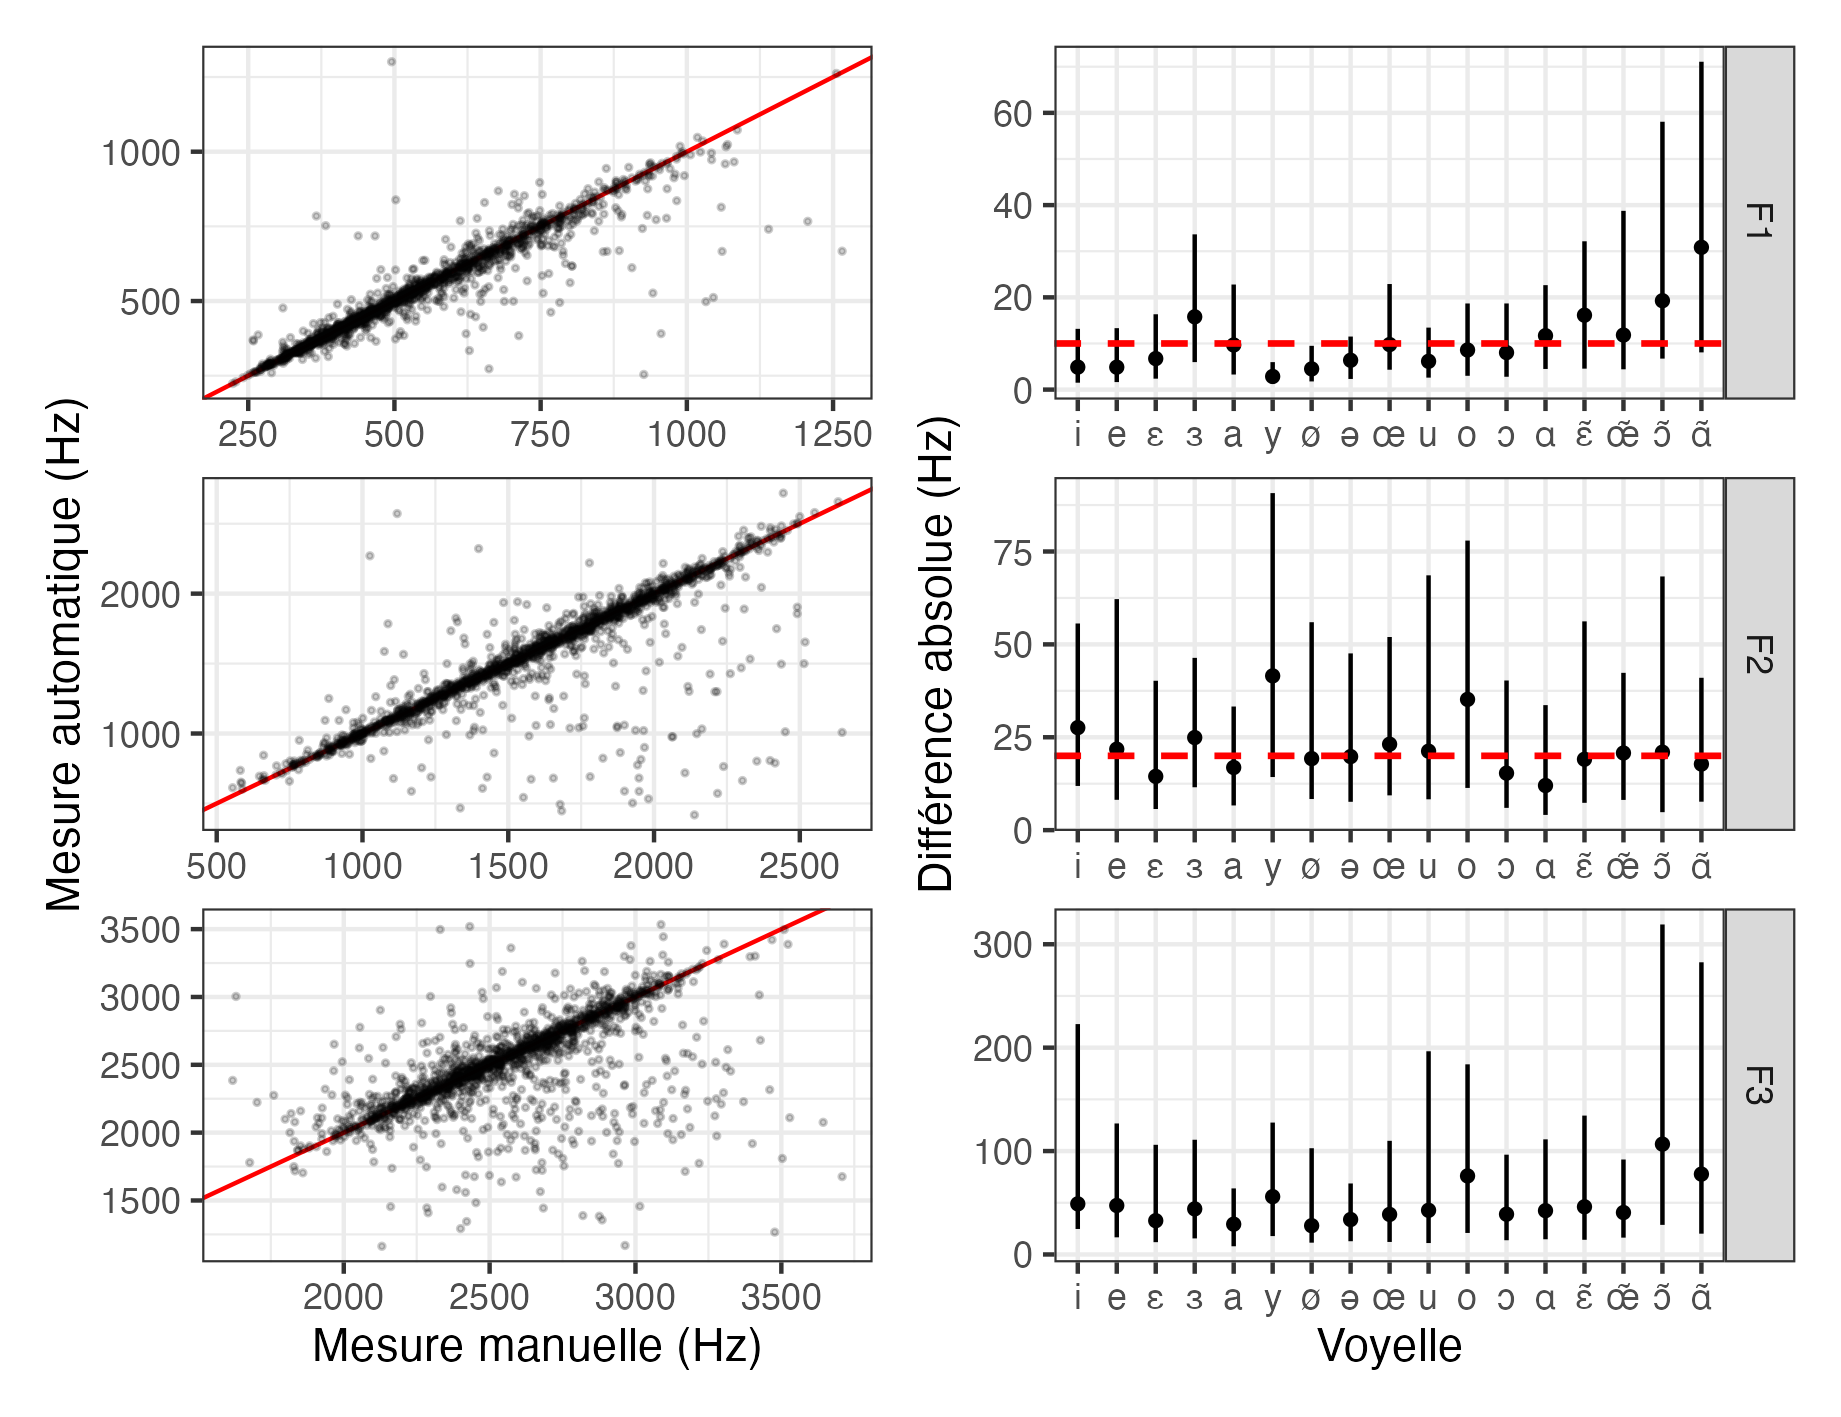 1000
500
250 500 750 1000 1250
2000
1000
500 1000 1500 2000 2500
3500
3000
2500
2000
1500
2000 2500 3000 3500
Mesure automatique (Hz)
Mesure manuelle (Hz)
60
40
20
0
i e ɛ ɜ a y ø ə œ u o ɔ ɑ ɛ̃ œ̃ ɔ̃ ɑ̃
F1
75
50
25
0
i e ɛ ɜ a y ø ə œ u o ɔ ɑ ɛ̃ œ̃ ɔ̃ ɑ̃
F2
300
200
100
0
i e ɛ ɜ a y ø ə œ u o ɔ ɑ ɛ̃ œ̃ ɔ̃ ɑ̃
F3
Différence absolue (Hz)
Voyelle